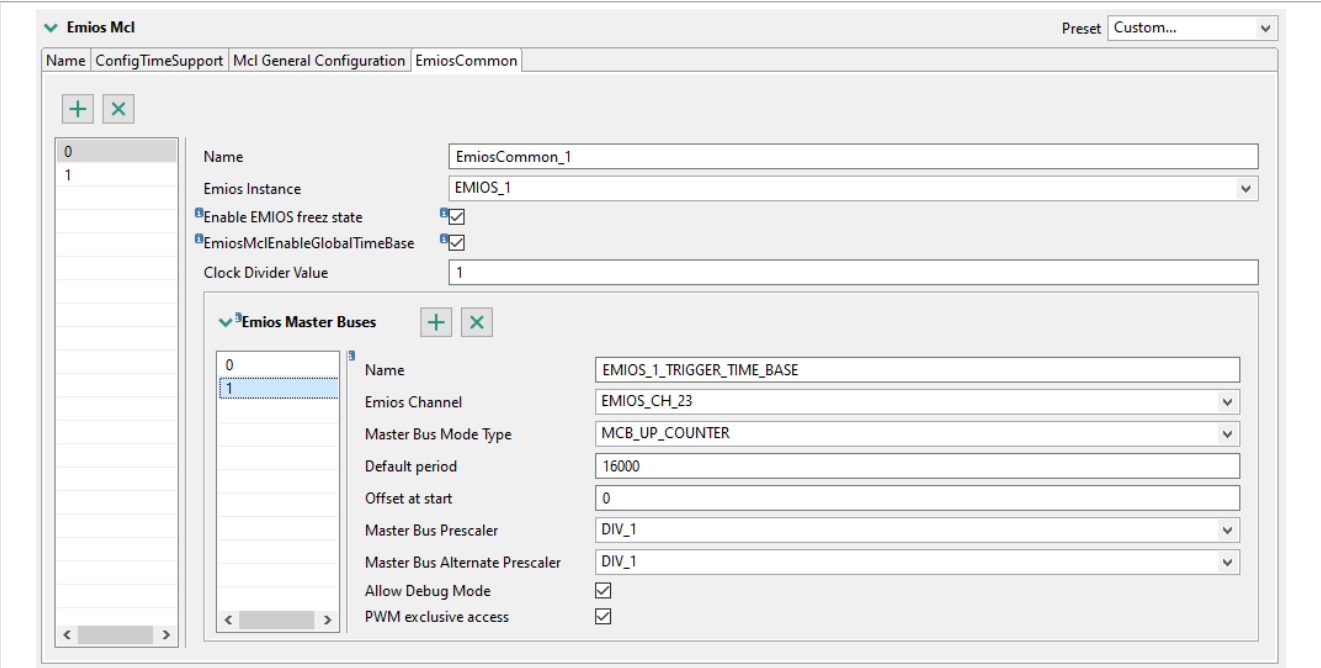 Emios Mcl
Preset Custom...
Name ConfigTimeSupport Mcl General Configuration EmiosCommon
0
1
Name EmiosCommon_1
Emios Instance EMIOS_1
Enable EMIOS freez state
EmiosMclEnableGlobalTimeBase
Clock Divider Value 1
Emios Master Buses
0
1
Name EMIOS_1_TRIGGER_TIME_BASE
Emios Channel EMIOS_CH_23
Master Bus Mode Type MCB_UP_COUNTER
Default period 16000
Offset at start 0
Master Bus Prescaler DIV_1
Master Bus Alternate Prescaler DIV_1
Allow Debug Mode
PWM exclusive access